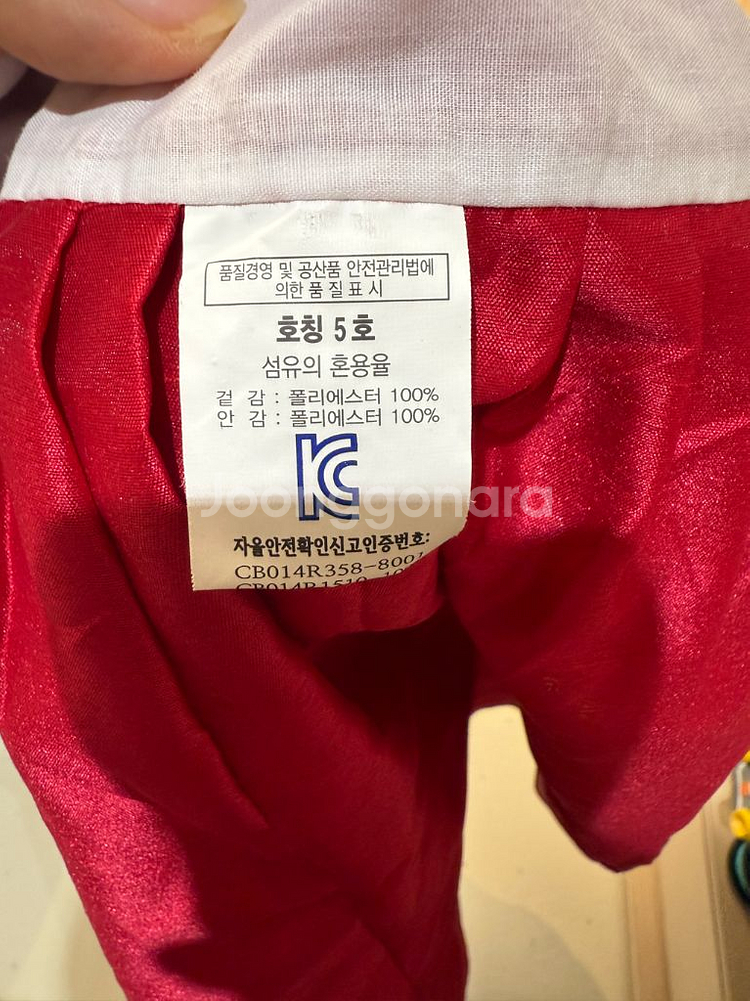 품질경영 및 공산품 안전관리법에
의한 품 질 표 시
호칭 5호
섬유의 혼용율
겉 감 : 폴리에스터 100%
안 감 : 폴리에스터 100%
KC
Joonggonara
자율안전확인신고인증번호:
CB014R358-8001